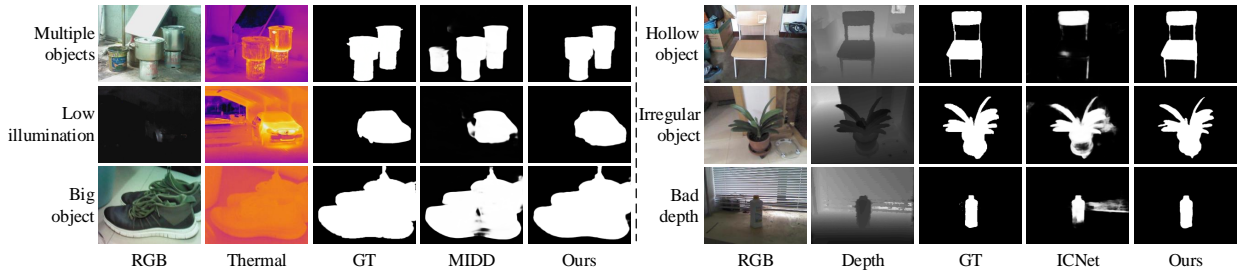 Multiple
objects
Low
illumination
Big
object
RGB Thermal GT MIDD Ours
Hollow
object
Irregular
object
Bad
depth
RGB Depth GT ICNet Ours